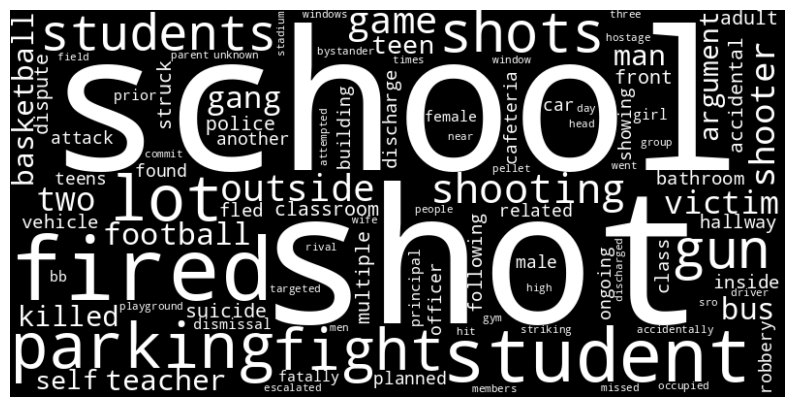 school
shot
students
game
shots
windows
three
adult
stadium
hostage
teen
man
field
parent
unknown
bystander
times
window
basketball
dispute
prior
struck
gang
police
another
attack
building
attempted
discharge
female
near
cafeteria
car
day
head
showing
front
girl
group
argument
accidental
shooter
commit
found
teens
two
lot
outside
shooting
pellet
went
bathroom
victim
fled
classroom
wife
people
related
vehicle
football
hallway
fired
rival
multiple
principal
officer
following
male
high
ongoing
discharged
class
gun
inside
bb
targeted
driver
killed
playground
suicide
dismissal
men
gym
hit
striking
sro
accidentally
bus
robbery
parking
fight
student
self
teacher
escalated
fatally
planned
members
missed
occupied